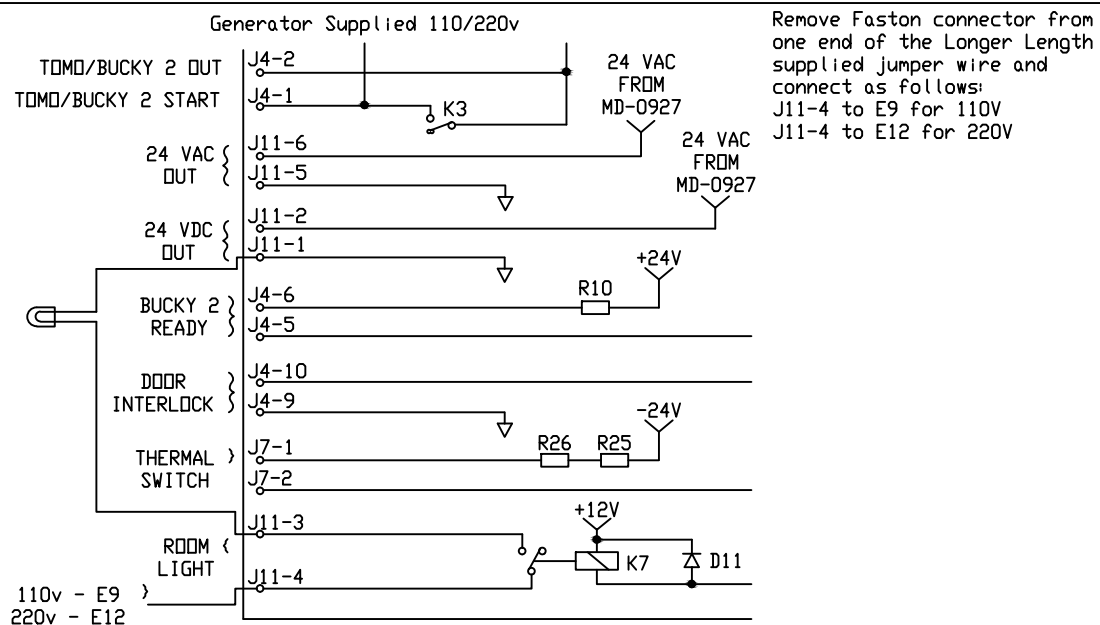 Generator Supplied 110/220v
Remove Faston connector from
one end of the Longer Length
supplied jumper wire and
connect as follows:
J11-4 to E9 for 110V
J11-4 to E12 for 220V
TOMO/BUCKY 2 OUT
J4-2
TOMO/BUCKY 2 START
J4-1
K3
24 VAC
FROM
MD-0927
24 VAC
OUT
J11-6
J11-5
24 VAC
FROM
MD-0927
24 VDC
OUT
J11-2
J11-1
+24V
BUCKY 2
READY
J4-6
R10
J4-5
DOOR
INTERLOCK
J4-10
J4-9
-24V
THERMAL
SWITCH
J7-1
R26
R25
J7-2
+12V
ROOM
LIGHT
J11-3
K7
D11
J11-4
110v - E9
220v - E12